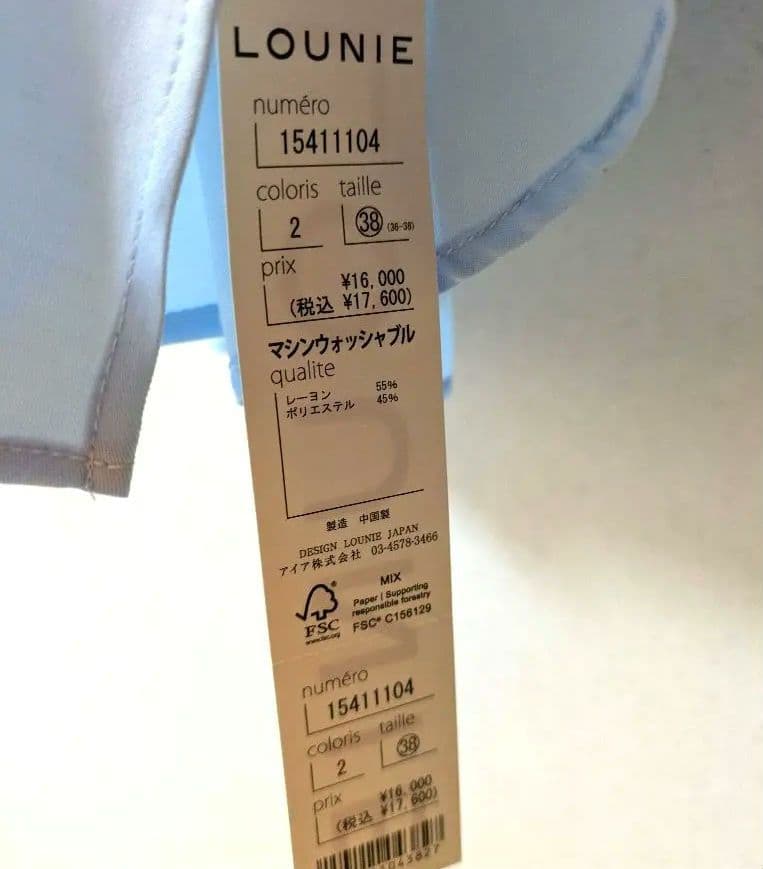 LOUNIE
numéro
15411104
coloris taille
2 ㊳ (36-38)
prix
¥16,000
(税込 ¥17,600)
マシンウォッシャブル
qualite
レーヨン 55%
ポリエステル 45%
製造 中国製
DESIGN LOUNIE JAPAN
アイア株式会社 03-4578-3466
MIX
Paper | Supporting
responsible forestry
FSC® C156129
FSC
www.fsc.org
numéro
15411104
coloris taille
2 ㊳
prix
¥16,000
(税込 ¥17,600)